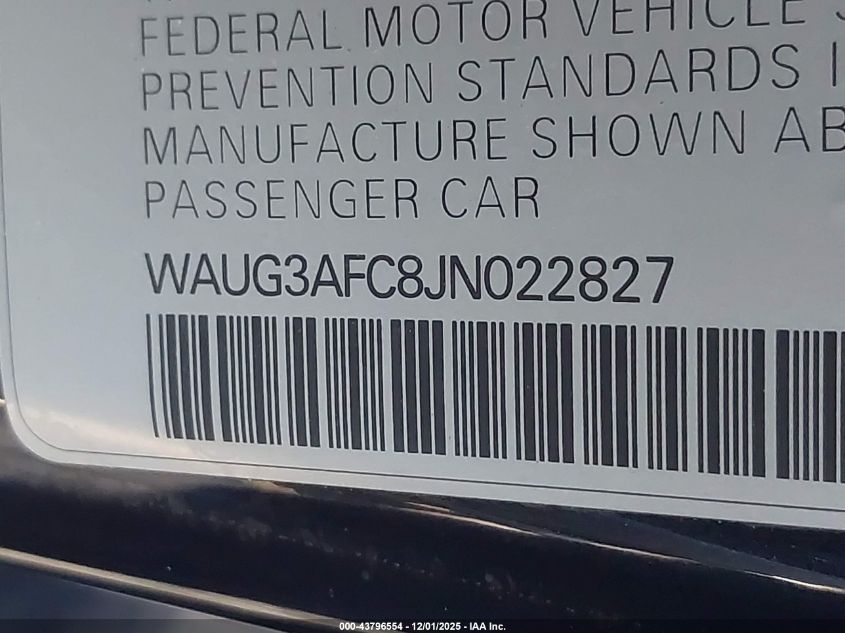 FEDERAL MOTOR VEHICLE
PREVENTION STANDARDS
MANUFACTURE SHOWN AB
PASSENGER CAR
WAUG3AFC8JN022827
000-43796554 - 12/01/2025 - IAA Inc.